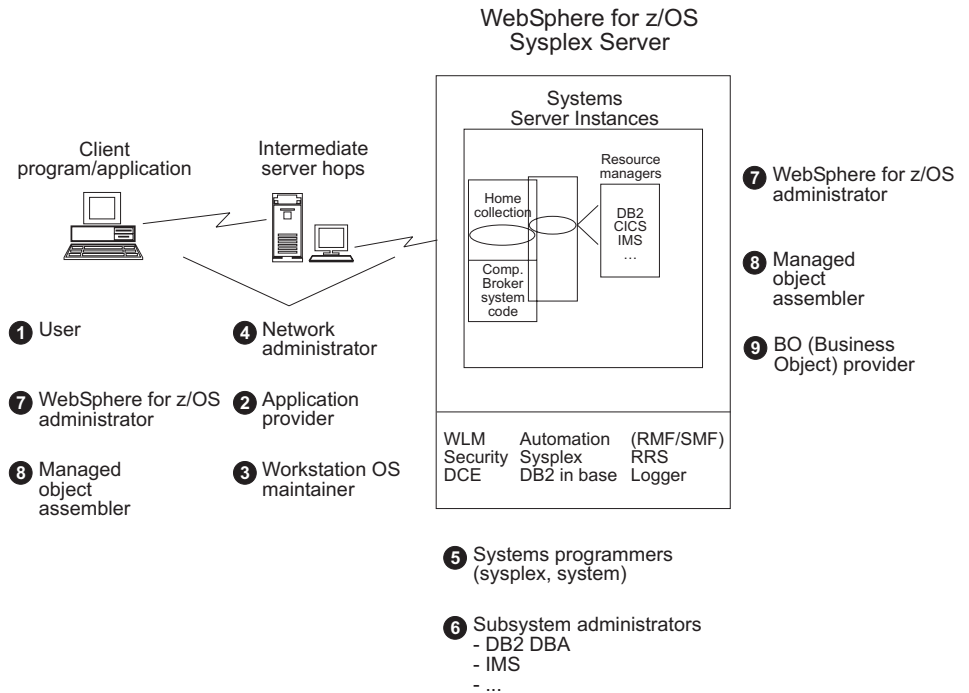 WebSphere for z/OS
Sysplex Server
Systems
Server Instances
Client
program/application
Intermediate
server hops
Resource
managers
Home
collection
DB2
CICS
IMS
...
Comp.
Broker
system
code
7 WebSphere for z/OS
administrator
8 Managed
object
assembler
9 BO (Business
Object) provider
1 User
4 Network
administrator
7 WebSphere for z/OS
administrator
2 Application
provider
8 Managed
object
assembler
3 Workstation OS
maintainer
WLM Automation (RMF/SMF)
Security Sysplex RRS
DCE DB2 in base Logger
5 Systems programmers
(sysplex, system)
6 Subsystem administrators
- DB2 DBA
- IMS
- ...